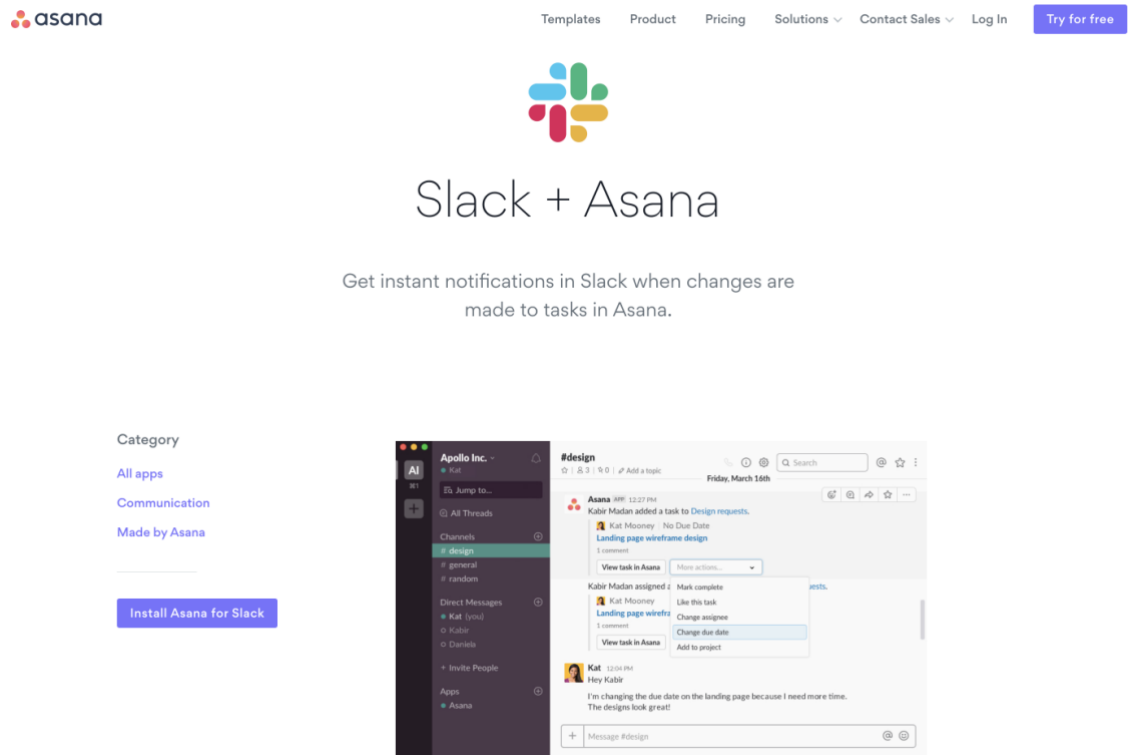 asana
Templates Product Pricing Solutions Contact Sales Log In Try for free
Slack + Asana
Get instant notifications in Slack when changes are
made to tasks in Asana.
Category
All apps
Communication
Made by Asana
Install Asana for Slack
Apollo Inc.
Kat
AI
⌘1
+
Jump to...
All Threads
Channels
# design
# general
# random
Direct Messages
Kat (you)
Kabir
Daniela
+ Invite People
Apps
Asana
#design
3 | 0 | Add a topic
Search
Friday, March 16th
Asana APP 12:27 PM
Kabir Madan added a task to Design requests.
Kat Mooney | No Due Date
Landing page wireframe design
1 comment
View task in Asana More actions...
Mark complete
Like this task
Change assignee
Change due date
Add to project
Kabir Madan assigned
Kat Mooney
Landing page wirefra
1 comment
View task in Asana
Kat 12:04 PM
Hey Kabir
I'm changing the due date on the landing page because I need more time.
The designs look great!
+ Message #design @